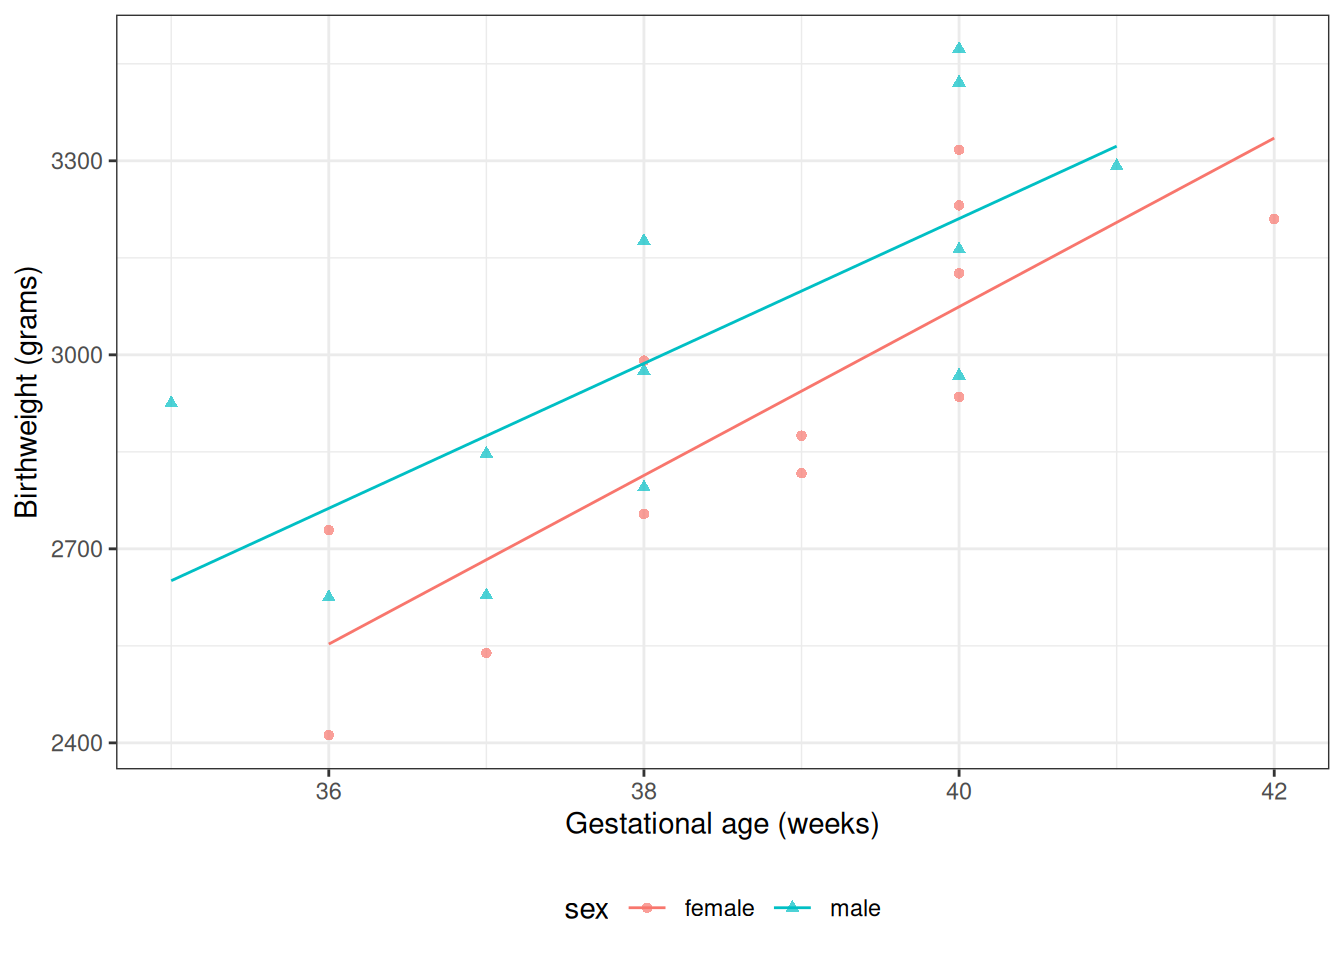 Birthweight (grams)
3300
3000
2700
2400
36 38 40 42
Gestational age (weeks)
sex female male